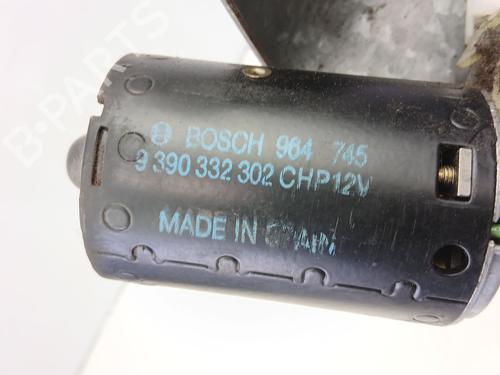 B-PARTS
BOSCH 964 745
9 390 332 302 CHP12V
MADE IN SPAIN